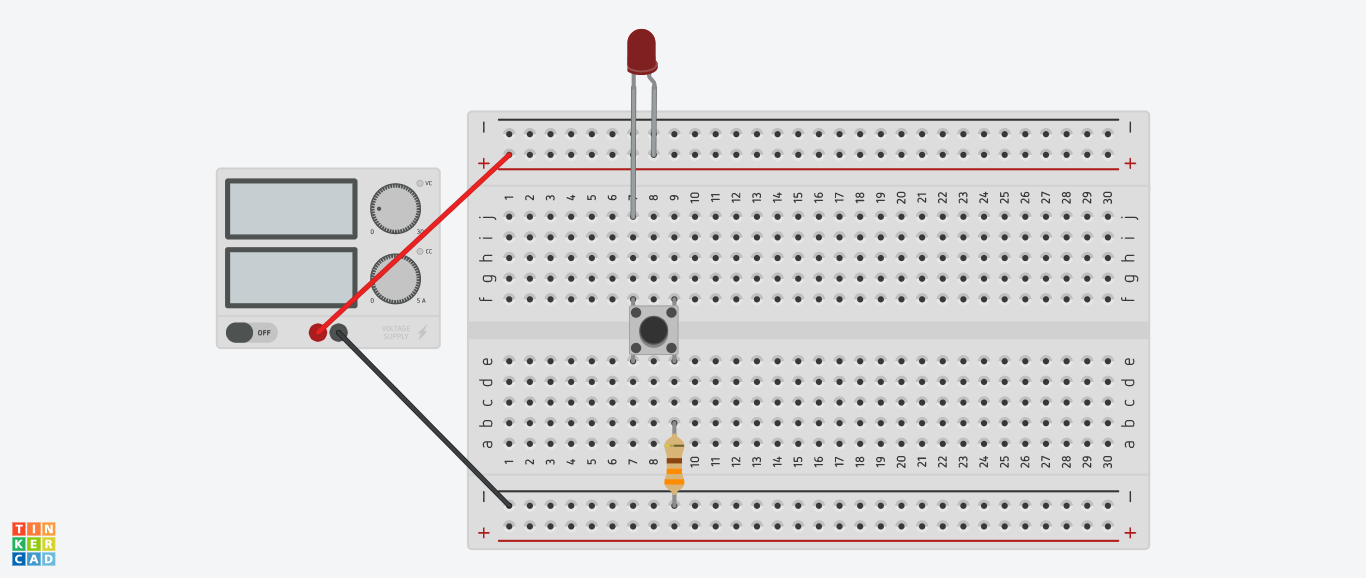 VC
0 30
CC
0 5 A
OFF
VOLTAGE
SUPPLY
− −
+ +
1 2 3 4 5 6 7 8 9 10 11 12 13 14 15 16 17 18 19 20 21 22 23 24 25 26 27 28 29 30
j j
i i
h h
g g
f f
e e
d d
c c
b b
a a
1 2 3 4 5 6 7 8 9 10 11 12 13 14 15 16 17 18 19 20 21 22 23 24 25 26 27 28 29 30
− −
+ +
TIN
KER
CAD